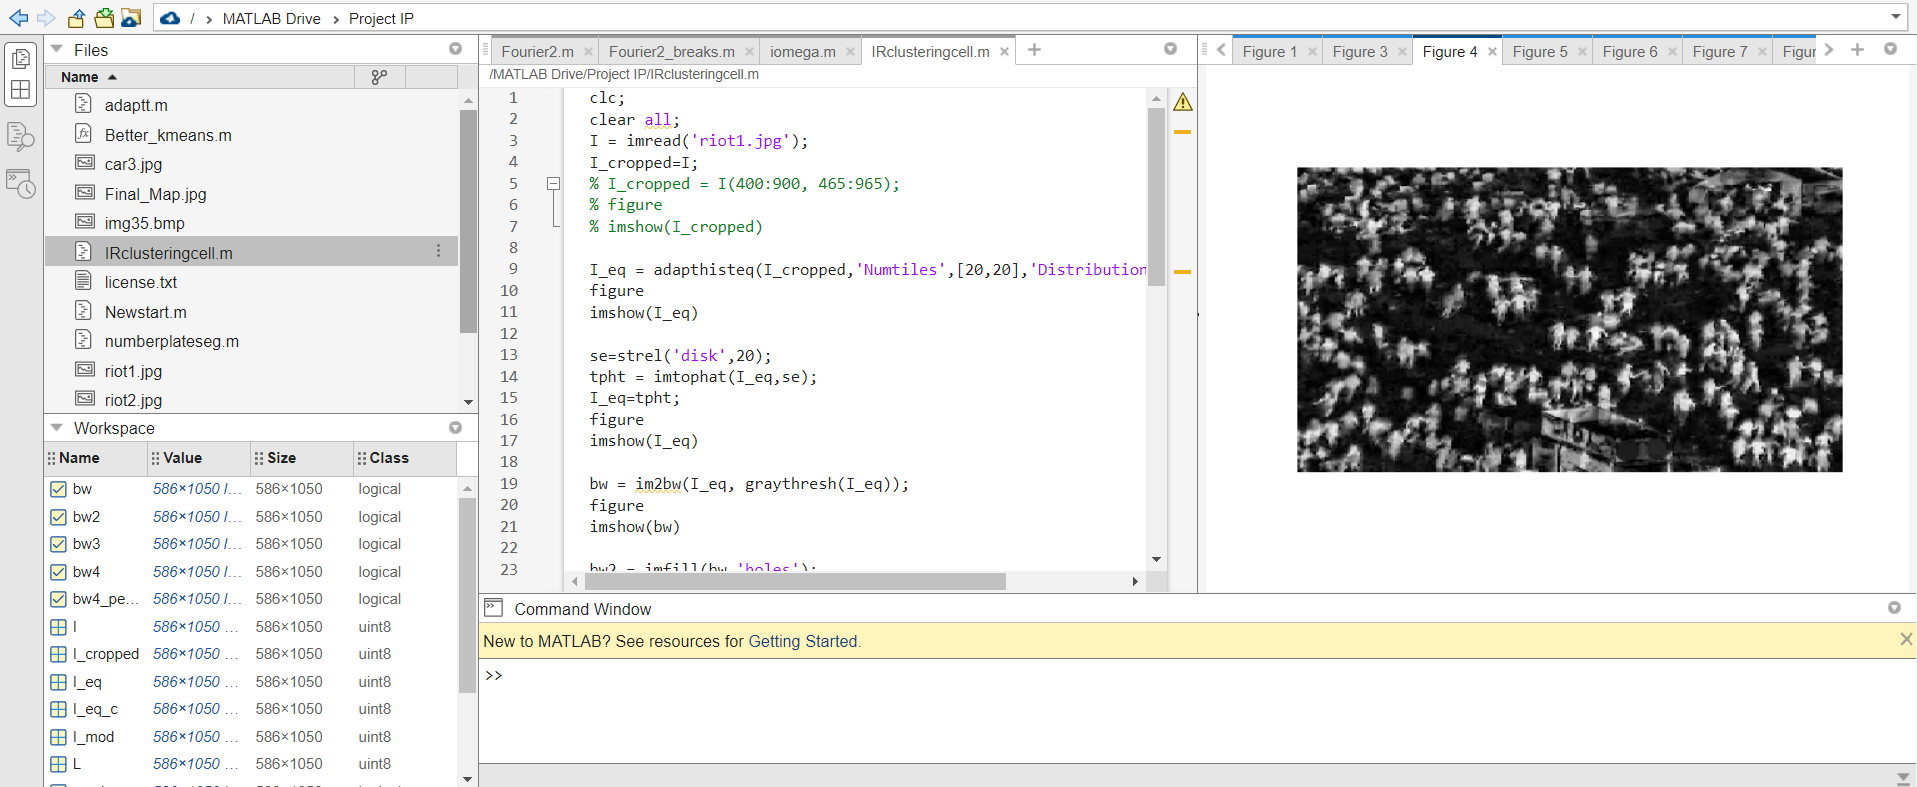 / › MATLAB Drive › Project IP
Files
Name
adaptt.m
Better_kmeans.m
car3.jpg
Final_Map.jpg
img35.bmp
IRclusteringcell.m
license.txt
Newstart.m
numberplateseg.m
riot1.jpg
riot2.jpg
Workspace
Name Value Size Class
bw 586×1050 l... 586×1050 logical
bw2 586×1050 l... 586×1050 logical
bw3 586×1050 l... 586×1050 logical
bw4 586×1050 l... 586×1050 logical
bw4_pe... 586×1050 l... 586×1050 logical
I 586×1050 ... 586×1050 uint8
I_cropped 586×1050 ... 586×1050 uint8
I_eq 586×1050 ... 586×1050 uint8
I_eq_c 586×1050 ... 586×1050 uint8
I_mod 586×1050 ... 586×1050 uint8
L 586×1050 ... 586×1050 uint8
Fourier2.m × Fourier2_breaks.m × iomega.m × IRclusteringcell.m × +
/MATLAB Drive/Project IP/IRclusteringcell.m
1 clc;
2 clear all;
3 I = imread('riot1.jpg');
4 I_cropped=I;
5 % I_cropped = I(400:900, 465:965);
6 % figure
7 % imshow(I_cropped)
8
9 I_eq = adapthisteq(I_cropped,'Numtiles',[20,20],'Distribution
10 figure
11 imshow(I_eq)
12
13 se=strel('disk',20);
14 tpht = imtophat(I_eq,se);
15 I_eq=tpht;
16 figure
17 imshow(I_eq)
18
19 bw = im2bw(I_eq, graythresh(I_eq));
20 figure
21 imshow(bw)
22
23 bw2 = imfill(bw,'holes');
Figure 1 × Figure 3 × Figure 4 × Figure 5 × Figure 6 × Figure 7 × Figur
Command Window
New to MATLAB? See resources for Getting Started.
>>